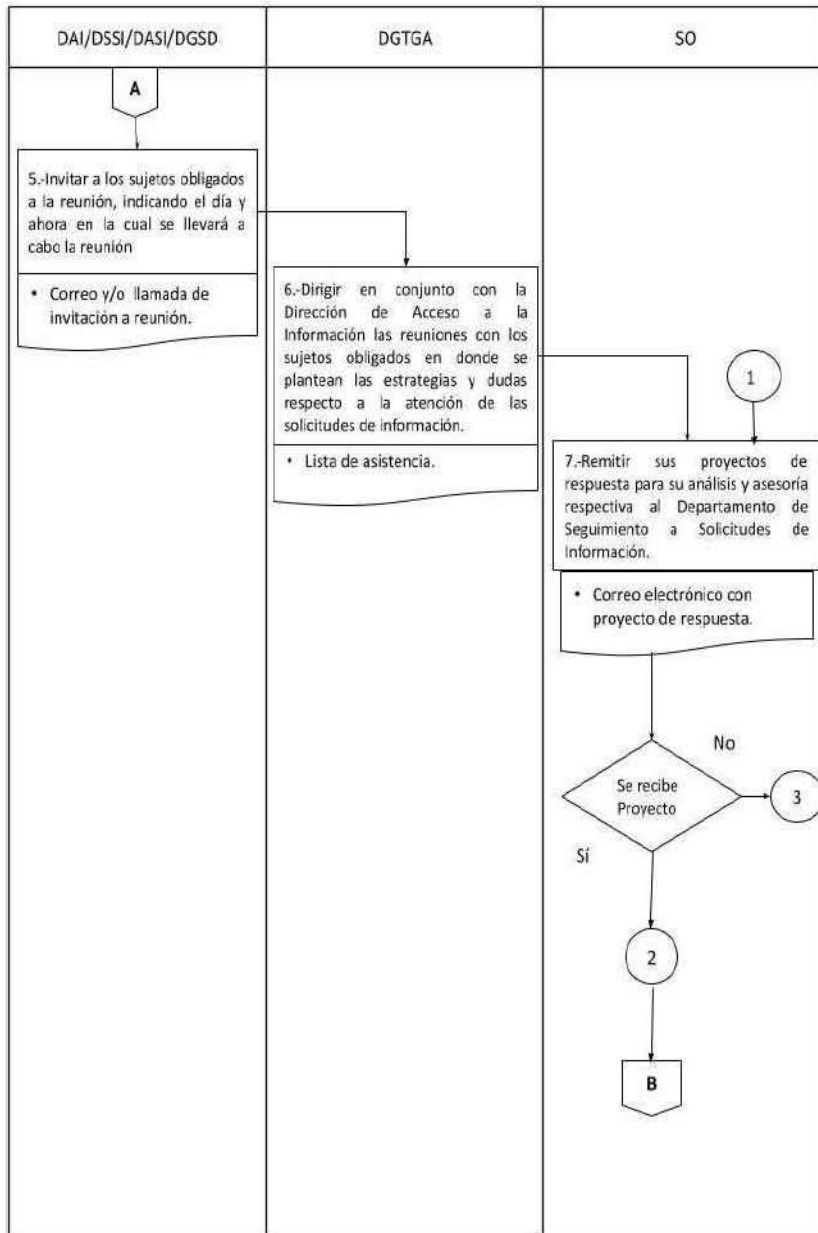 DAI/DSSI/DASI/DGSD
DGTGA
SO
A
5.-Invitar a los sujetos obligados
a la reunión, indicando el día y
ahora en la cual se llevará a
cabo la reunión
• Correo y/o llamada de
invitación a reunión.
6.-Dirigir en conjunto con la
Dirección de Acceso a la
Información las reuniones con los
sujetos obligados en donde se
plantean las estrategias y dudas
respecto a la atención de las
solicitudes de información.
• Lista de asistencia.
1
7.-Remitir sus proyectos de
respuesta para su análisis y asesoría
respectiva al Departamento de
Seguimiento a Solicitudes de
Información.
• Correo electrónico con
proyecto de respuesta.
No
Se recibe
Proyecto
3
Sí
2
B